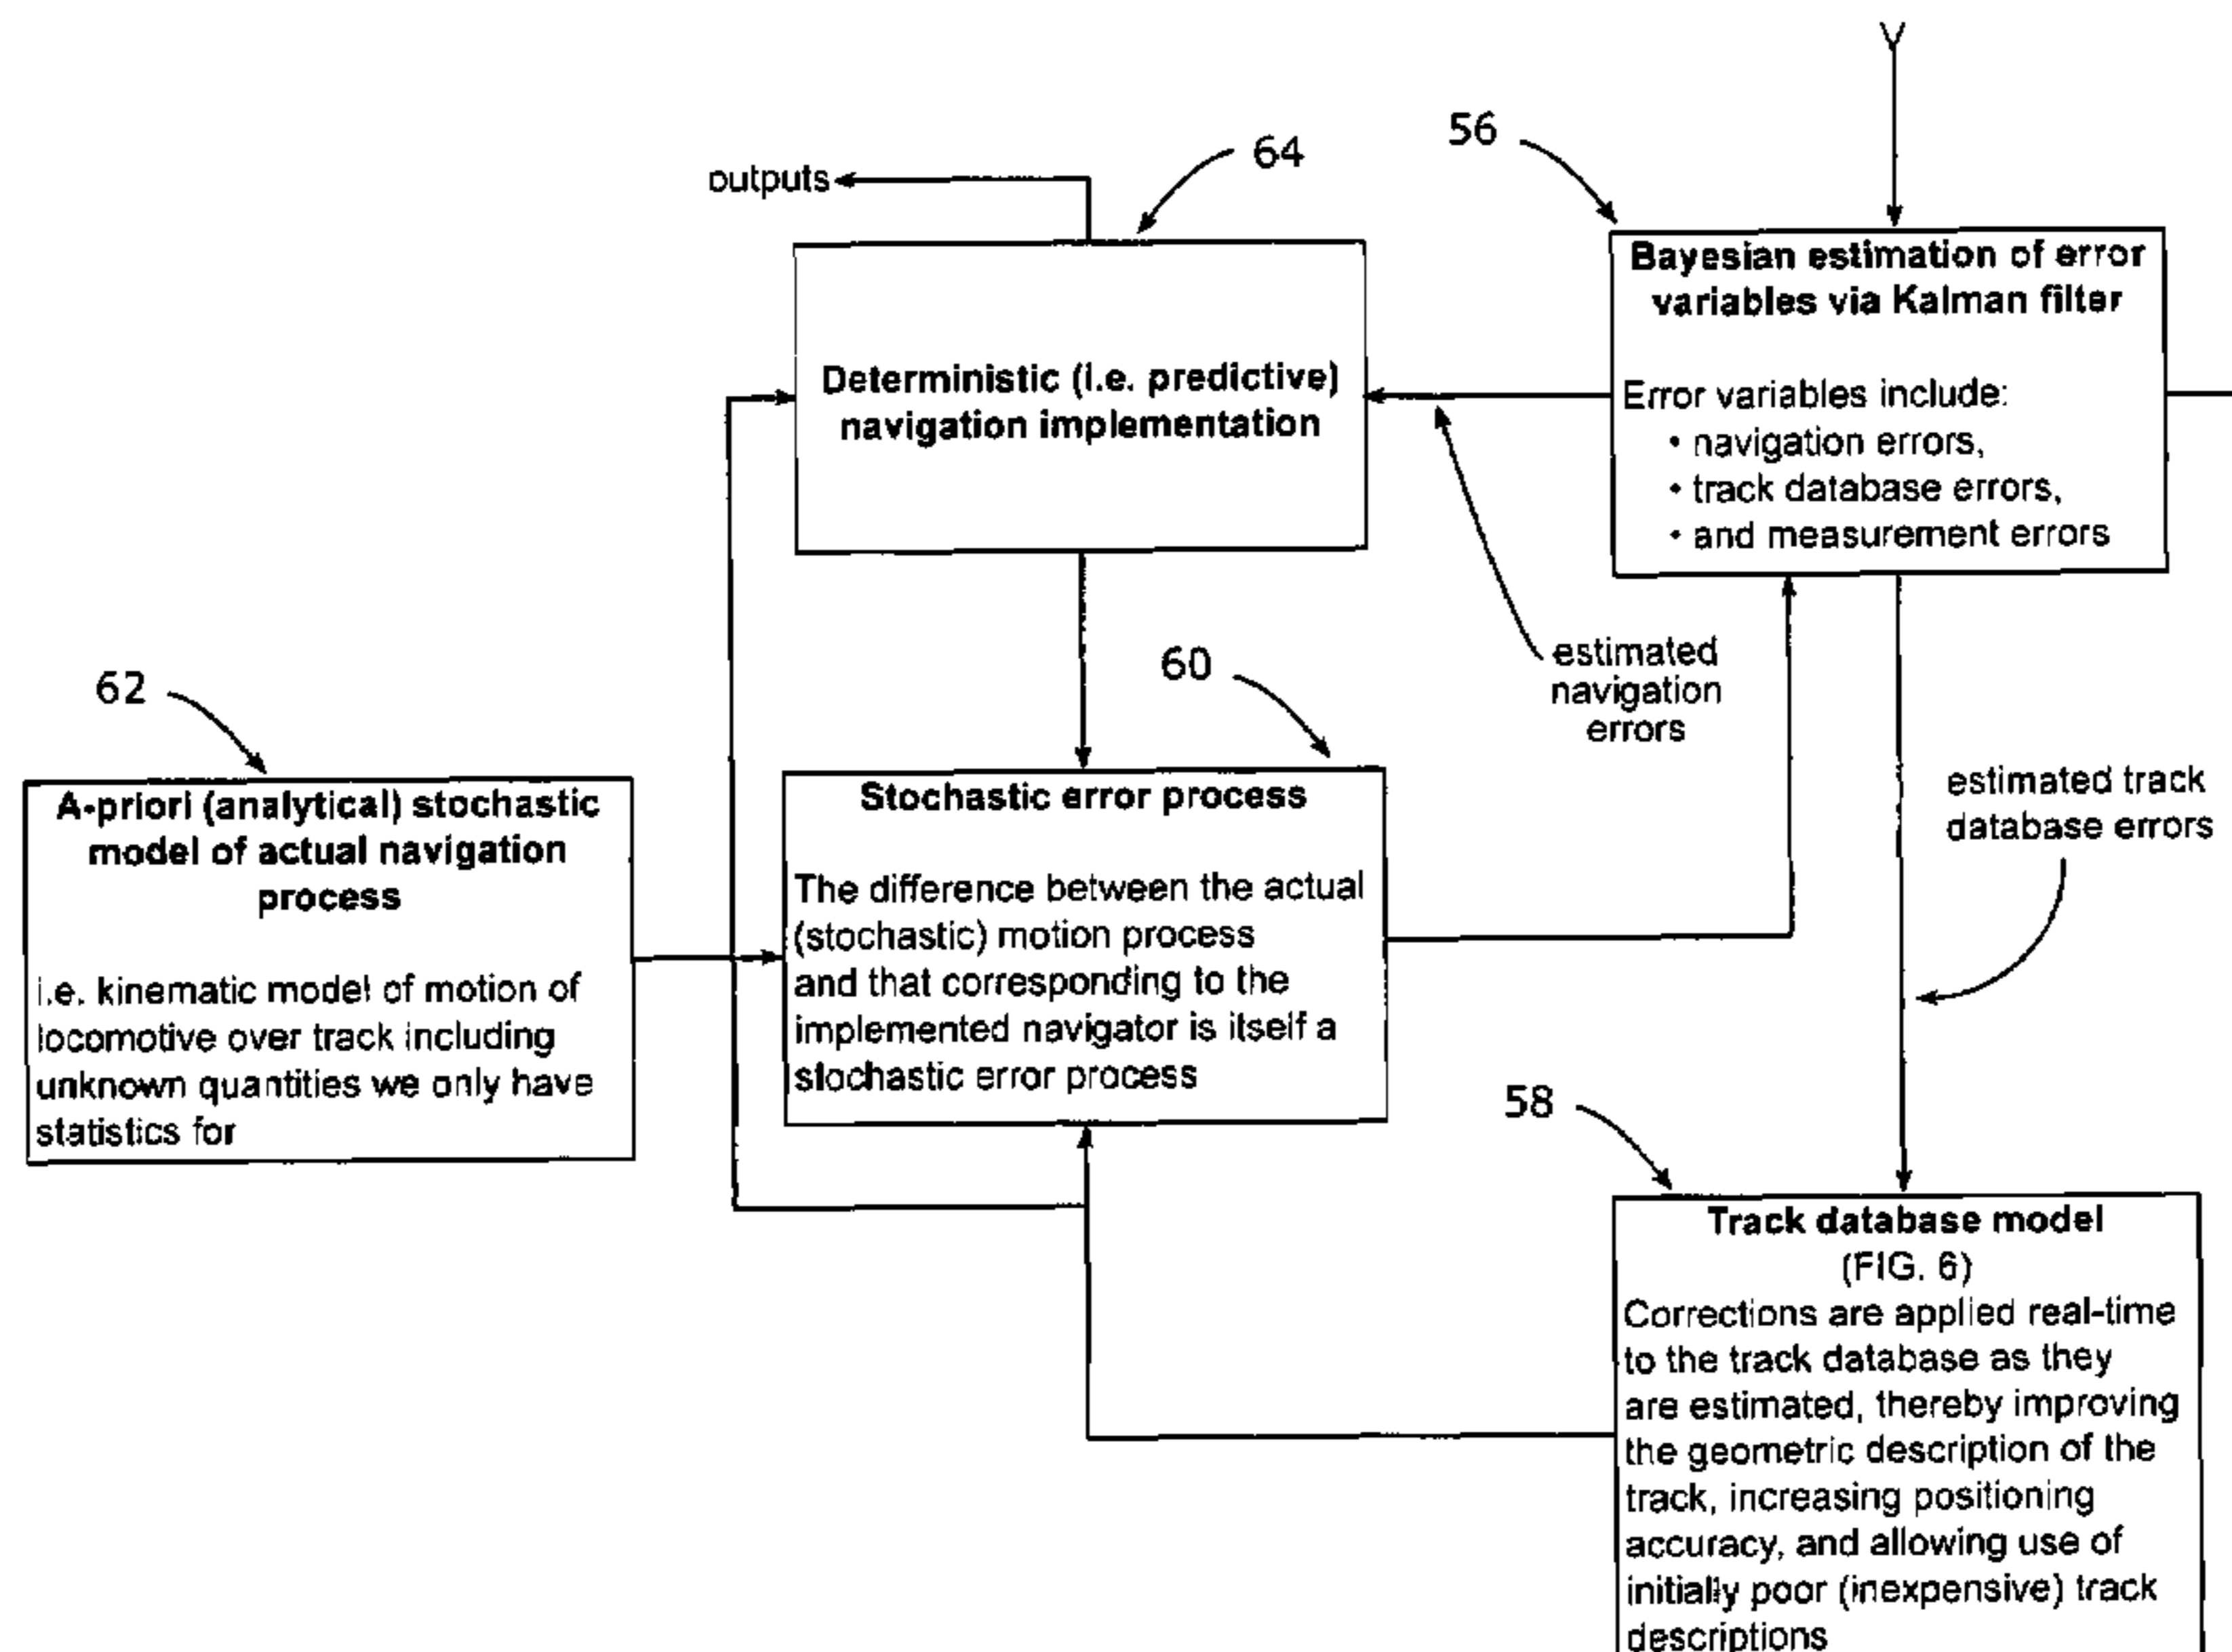 outputs
64
56
Bayesian estimation of error
variables via Kalman filter
Error variables include:
• navigation errors,
• track database errors,
• and measurement errors
Deterministic (i.e. predictive)
navigation implementation
estimated
navigation
errors
62
60
A-priori (analytical) stochastic
model of actual navigation
process
i.e. kinematic model of motion of
locomotive over track including
unknown quantities we only have
statistics for
Stochastic error process
The difference between the actual
(stochastic) motion process
and that corresponding to the
implemented navigator is itself a
stochastic error process
estimated track
database errors
58
Track database model
(FIG. 6)
Corrections are applied real-time
to the track database as they
are estimated, thereby improving
the geometric description of the
track, increasing positioning
accuracy, and allowing use of
initially poor (inexpensive) track
descriptions